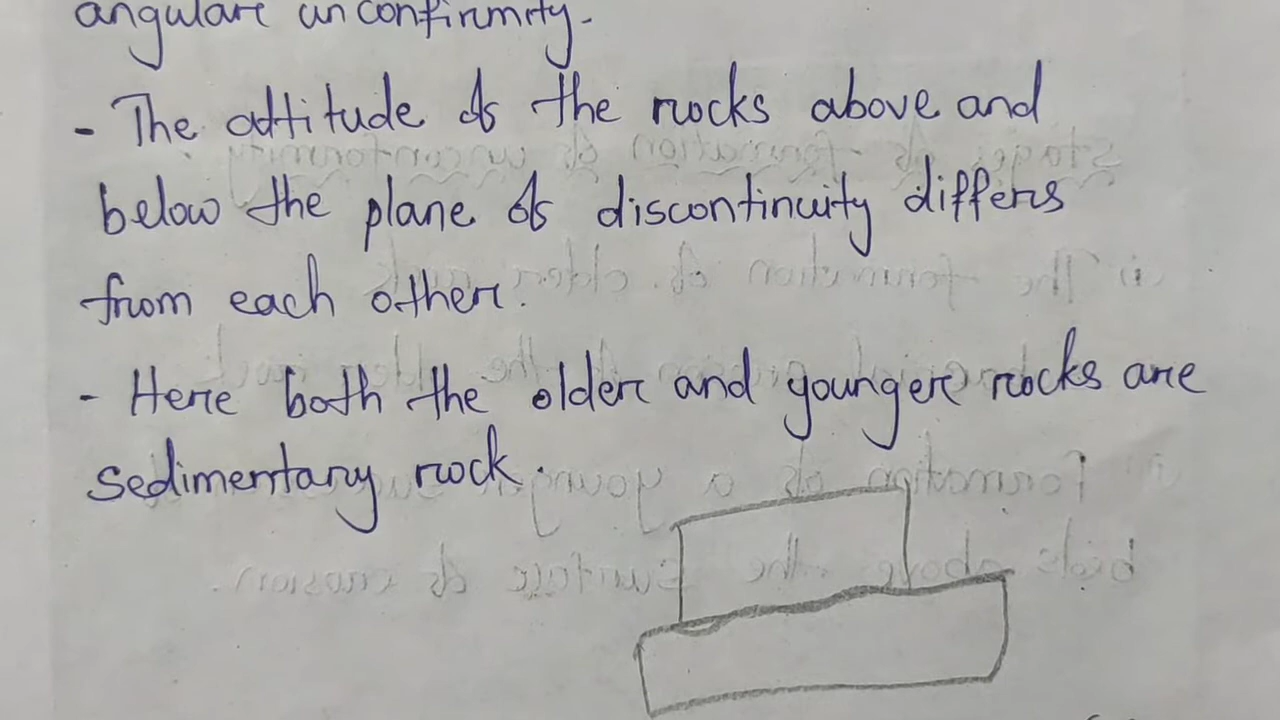 angular unconfirmity.
- The attitude of the rocks above and
below the plane of discontinuity differs
from each other.
- Here both the older and younger rocks are
sedimentary rock.